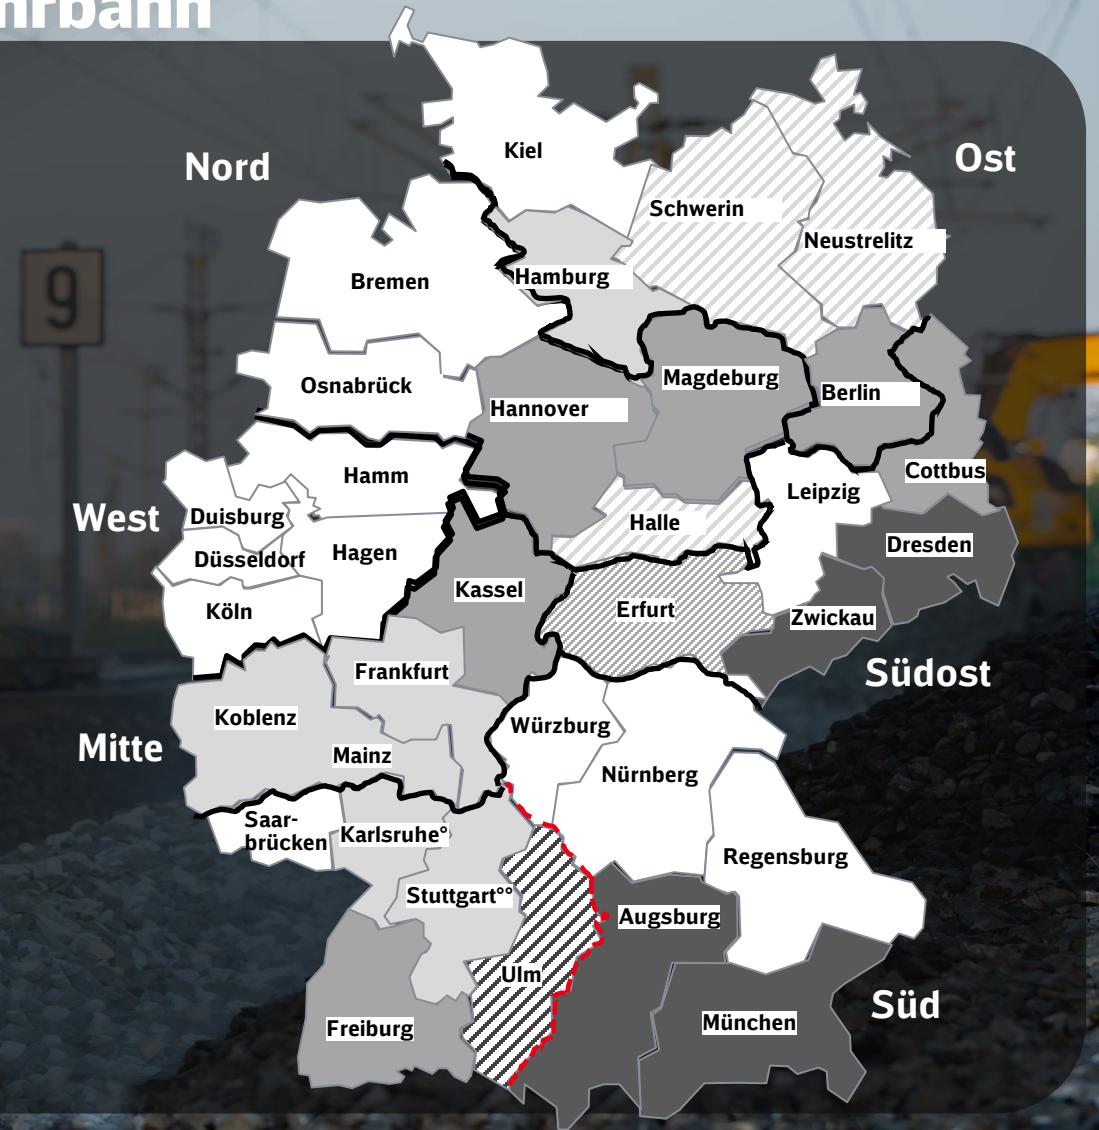 hrbahn
Nord
Ost
Kiel
Schwerin
Neustrelitz
Bremen
Hamburg
9
Osnabrück
Magdeburg
Hannover
Berlin
Hamm
Cottbus
Leipzig
West
Duisburg
Halle
Düsseldorf
Hagen
Dresden
Kassel
Köln
Erfurt
Zwickau
Frankfurt
Südost
Koblenz
Würzburg
Mitte
Mainz
Nürnberg
Saar-
brücken
Karlsruhe°
Regensburg
Stuttgart°°
Augsburg
Ulm
Süd
Freiburg
München